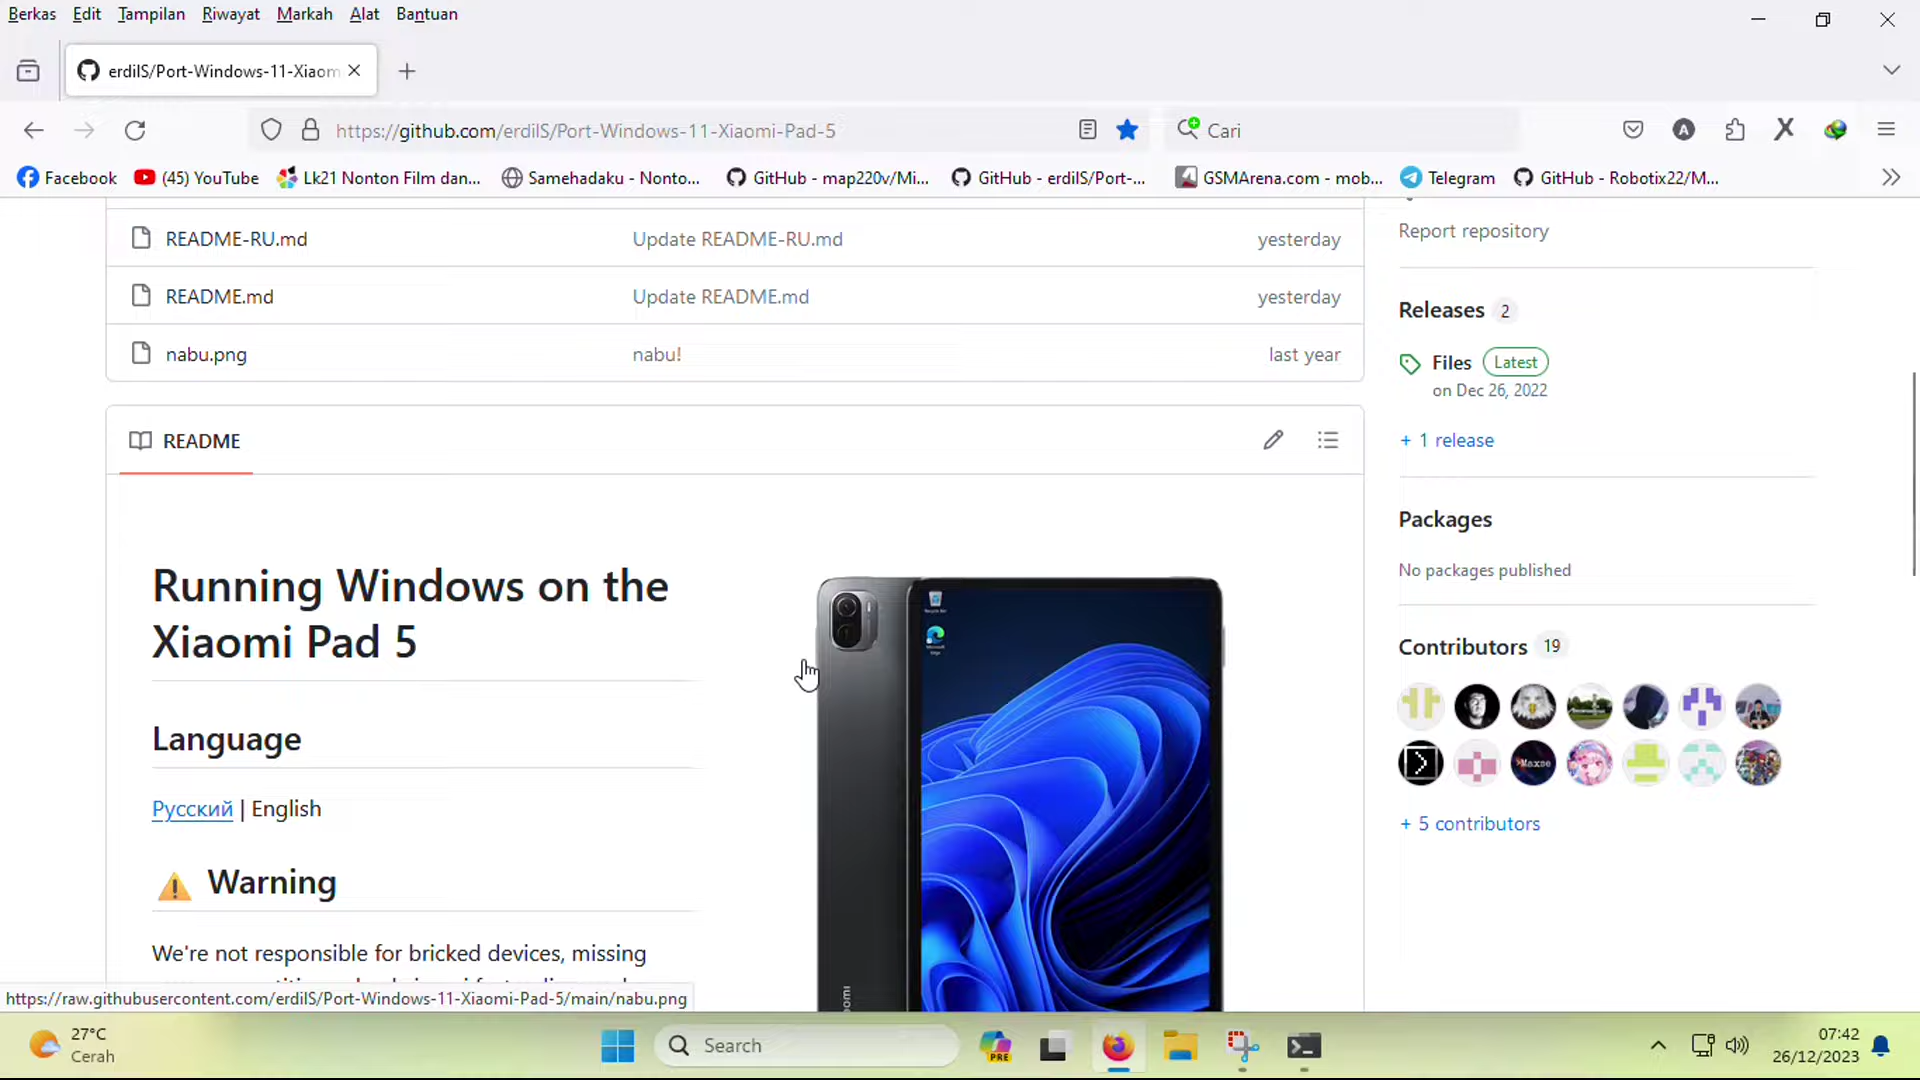 Berkas Edit Tampilan Riwayat Markah Alat Bantuan
erdilS/Port-Windows-11-Xiaom
https://github.com/erdilS/Port-Windows-11-Xiaomi-Pad-5
Cari
Facebook (45) YouTube Lk21 Nonton Film dan... Samehadaku - Nonto... GitHub - map220v/Mi... GitHub - erdilS/Port-... GSMArena.com - mob... Telegram GitHub - Robotix22/M...
README-RU.md Update README-RU.md yesterday
README.md Update README.md yesterday
nabu.png nabu! last year
README
Running Windows on the
Xiaomi Pad 5
Language
Русский | English
Warning
We're not responsible for bricked devices, missing
Report repository
Releases 2
Files Latest
on Dec 26, 2022
+ 1 release
Packages
No packages published
Contributors 19
>Maxse
+ 5 contributors
https://raw.githubusercontent.com/erdilS/Port-Windows-11-Xiaomi-Pad-5/main/nabu.png
27°C
Cerah
Search
PRE
07:42
26/12/2023